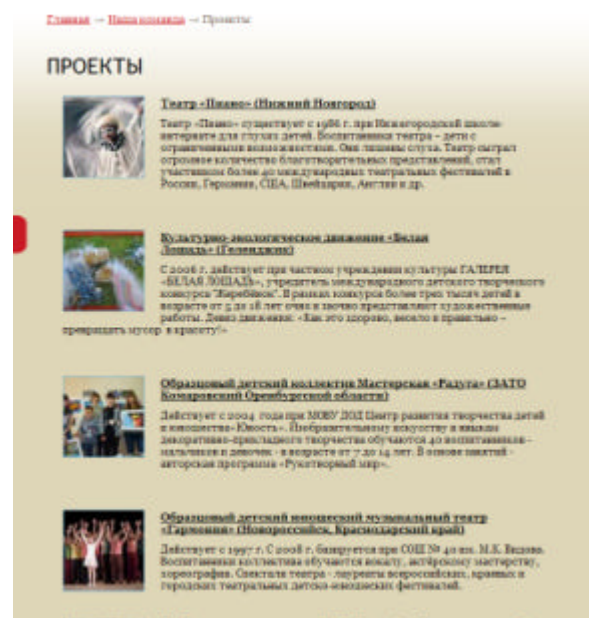 Главная → Наша команда → Проекты
ПРОЕКТЫ
Театр «Пиано» (Нижний Новгород)
Театр «Пиано» существует с 1986 г. при Нижегородской школе-
интернате для глухих детей. Воспитанники театра – дети с
ограниченными возможностями. Они лишены слуха. Театр сыграл
огромное количество благотворительных представлений, стал
участником более 40 международных театральных фестивалей в
России, Германии, США, Швейцарии, Англии и др.
Культурно-экологическое движение «Белая
Лошадь» (Геленджик)
С 2006 г. действует при частном учреждении культуры ГАЛЕРЕЯ
«БЕЛАЯ ЛОШАДЬ», учредитель международного детского творческого
конкурса "Жеребёнок". В рамках конкурса более трех тысяч детей в
возрасте от 5 до 18 лет очно и заочно представляют художественные
работы. Девиз движения: «Как это здорово, весело и правильно –
превращать мусор в красоту!»
Образцовый детский коллектив Мастерская «Радуга» (ЗАТО
Комаровский Оренбургской области)
Действует с 2004 года при МОБУ ДОД Центр развития творчества детей
и юношества «Юность». Изобразительному искусству и навыкам
декоративно-прикладного творчества обучаются 40 воспитанников –
мальчиков и девочек - в возрасте от 7 до 14 лет. В основе занятий -
авторская программа «Рукотворный мир».
Образцовый детский юношеский музыкальный театр
«Гармония» (Новороссийск, Краснодарский край)
Действует с 1997 г. С 2008 г. базируется при СОШ № 40 им. М.К. Видова.
Воспитанники коллектива обучаются вокалу, актёрскому мастерству,
хореографии. Спектакли театра - лауреаты всероссийских, краевых и
городских театральных детско-юношеских фестивалей.